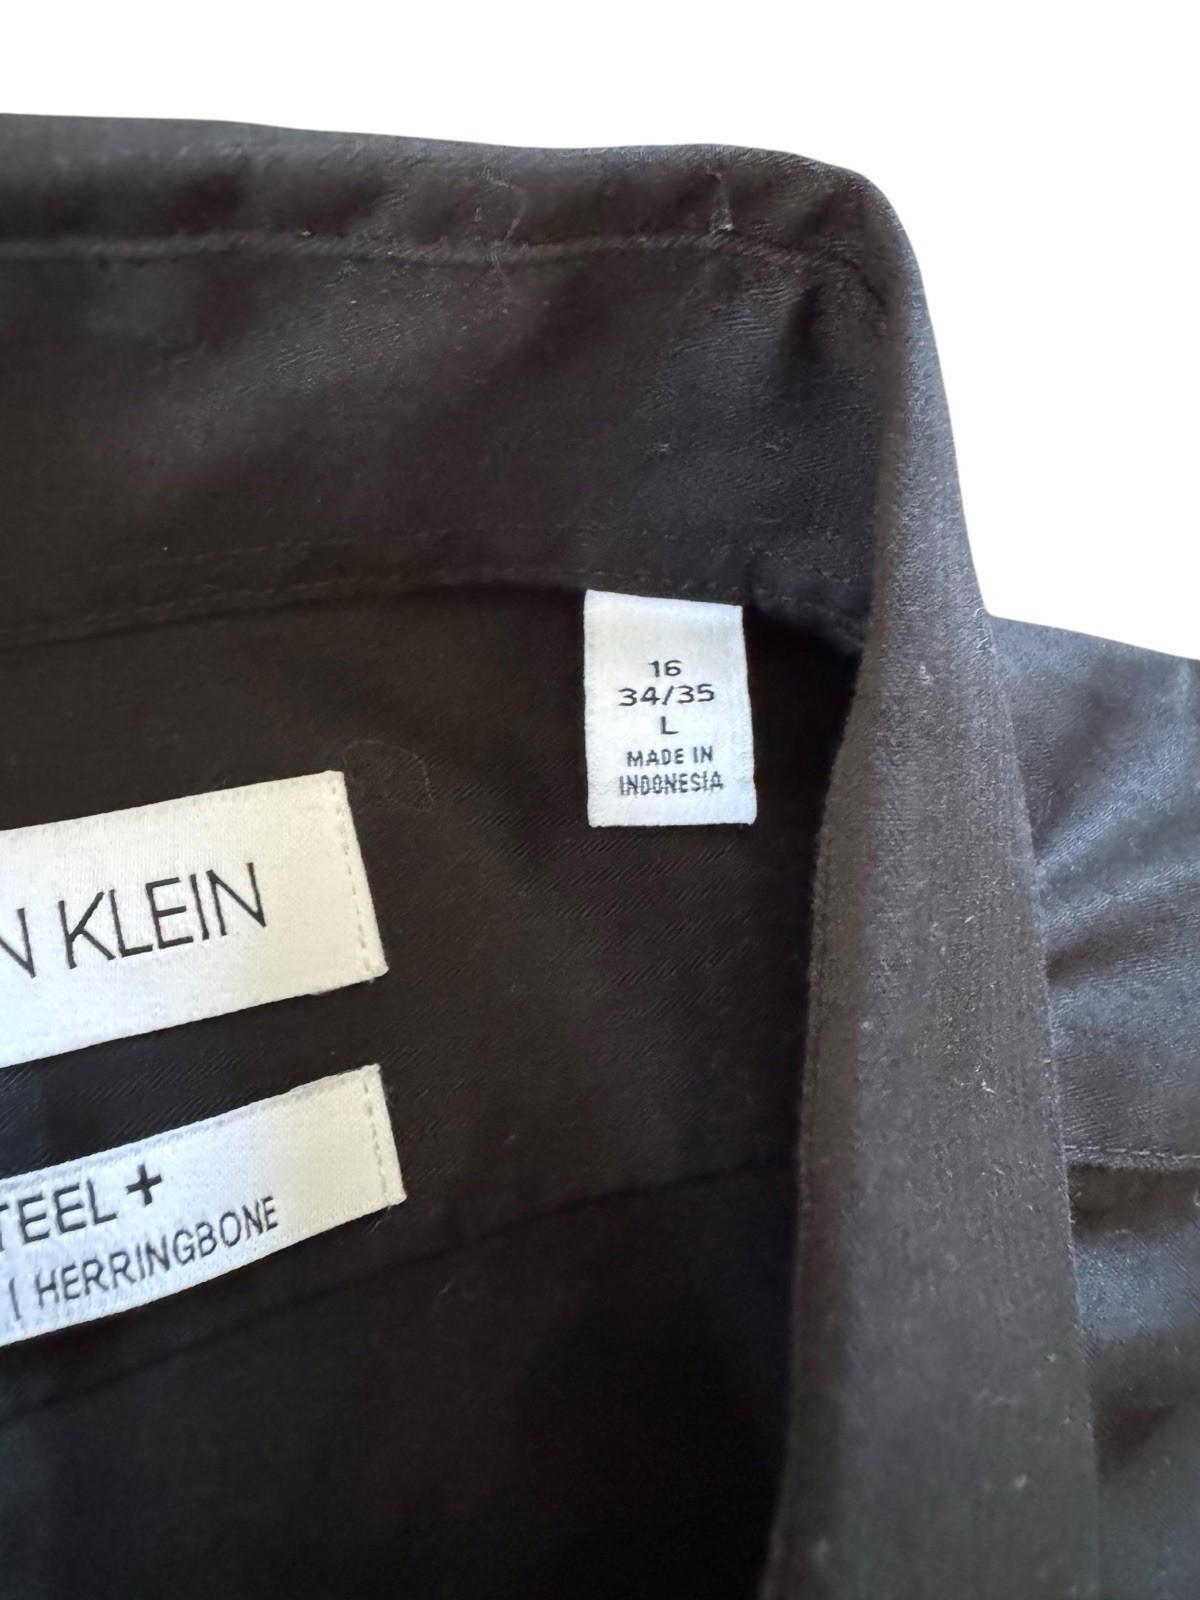 16
34/35
L
MADE IN
INDONESIA
N KLEIN
TEEL +
| HERRINGBONE